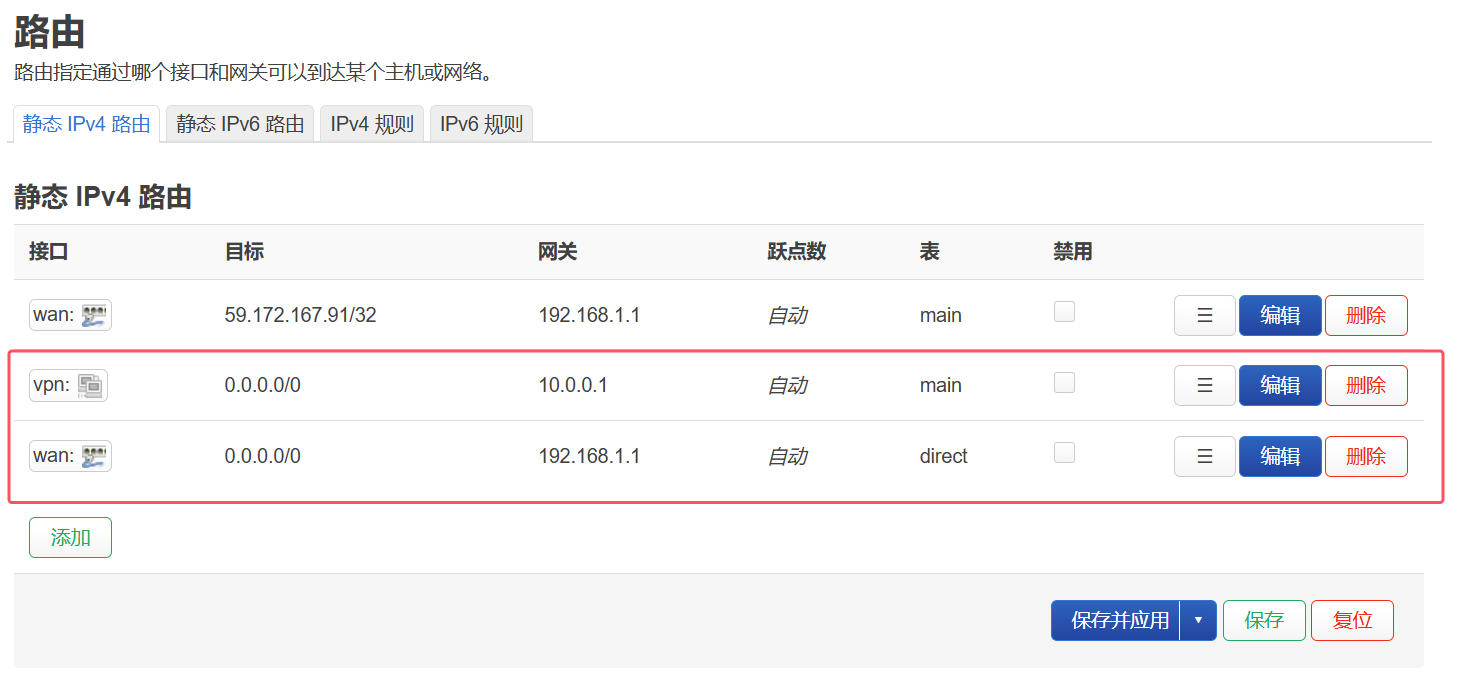 路由
路由指定通过哪个接口和网关可以到达某个主机或网络。
静态 IPv4 路由 静态 IPv6 路由 IPv4 规则 IPv6 规则
静态 IPv4 路由
接口 目标 网关 跃点数 表 禁用
wan: 59.172.167.91/32 192.168.1.1 自动 main ☰ 编辑 删除
vpn: 0.0.0.0/0 10.0.0.1 自动 main ☰ 编辑 删除
wan: 0.0.0.0/0 192.168.1.1 自动 direct ☰ 编辑 删除
添加
保存并应用 ▾ 保存 复位